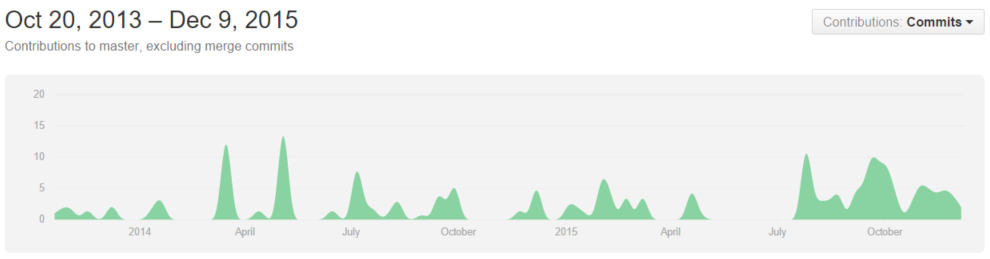 Oct 20, 2013 – Dec 9, 2015
Contributions: Commits
Contributions to master, excluding merge commits
20
15
10
5
0
2014 April July October 2015 April July October